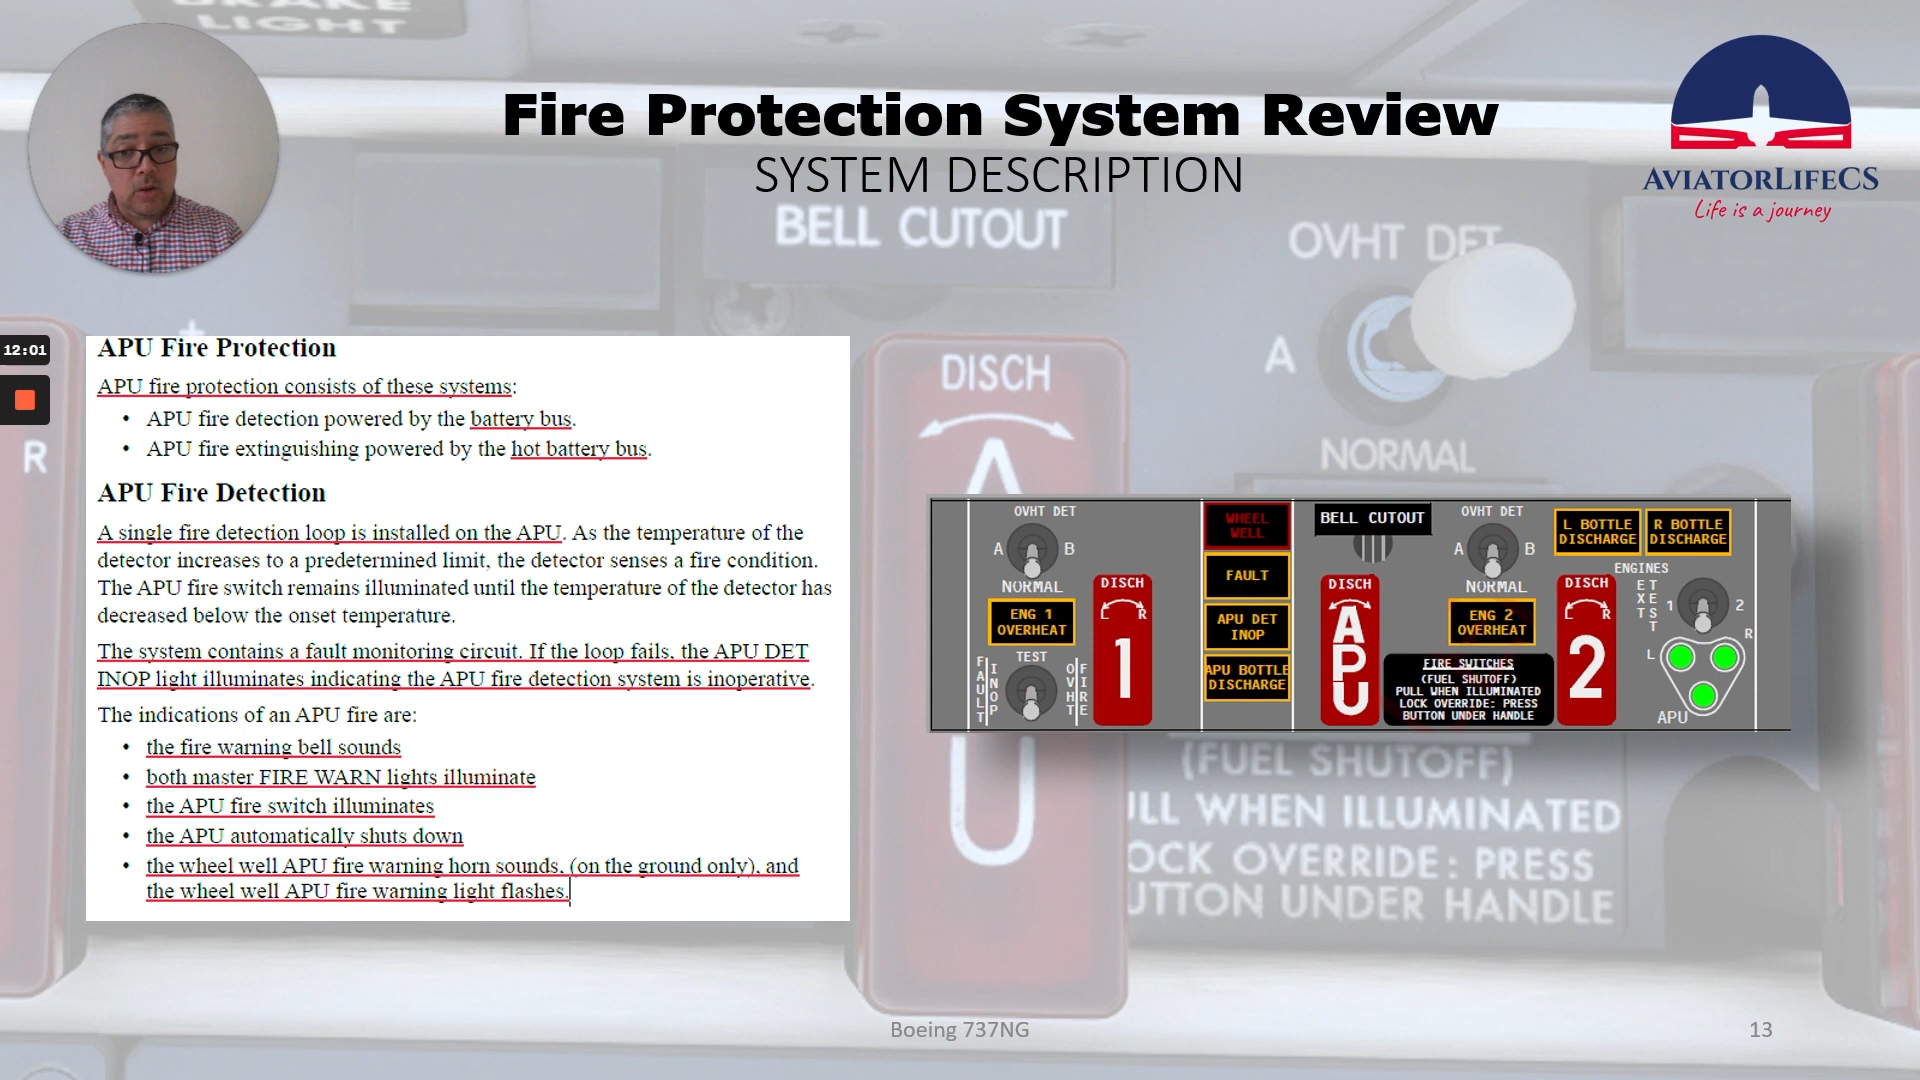 BRAKE
LIGHT
Fire Protection System Review
SYSTEM DESCRIPTION
AVIATORLIFECS
Life is a journey
BELL CUTOUT
OVHT DET
A
NORMAL
DISCH
R
12:01
APU Fire Protection
APU fire protection consists of these systems:
• APU fire detection powered by the battery bus.
• APU fire extinguishing powered by the hot battery bus.
APU Fire Detection
A single fire detection loop is installed on the APU. As the temperature of the
detector increases to a predetermined limit, the detector senses a fire condition.
The APU fire switch remains illuminated until the temperature of the detector has
decreased below the onset temperature.
The system contains a fault monitoring circuit. If the loop fails, the APU DET
INOP light illuminates indicating the APU fire detection system is inoperative.
The indications of an APU fire are:
• the fire warning bell sounds
• both master FIRE WARN lights illuminate
• the APU fire switch illuminates
• the APU automatically shuts down
• the wheel well APU fire warning horn sounds, (on the ground only), and
the wheel well APU fire warning light flashes.
OVHT DET
A B
NORMAL
ENG 1
OVERHEAT
TEST
FAULT
INOP
OVHT
FIRE
DISCH
L R
1
WHEEL
WELL
FAULT
APU DET
INOP
APU BOTTLE
DISCHARGE
BELL CUTOUT
DISCH
APU
OVHT DET
A B
NORMAL
ENG 2
OVERHEAT
FIRE SWITCHES
(FUEL SHUTOFF)
PULL WHEN ILLUMINATED
LOCK OVERRIDE: PRESS
BUTTON UNDER HANDLE
DISCH
L R
2
L BOTTLE
DISCHARGE
R BOTTLE
DISCHARGE
ENGINES
EXT
TEST
1 2
L R
APU
A
U
(FUEL SHUTOFF)
ULL WHEN ILLUMINATED
OCK OVERRIDE: PRESS
UTTON UNDER HANDLE
Boeing 737NG
13